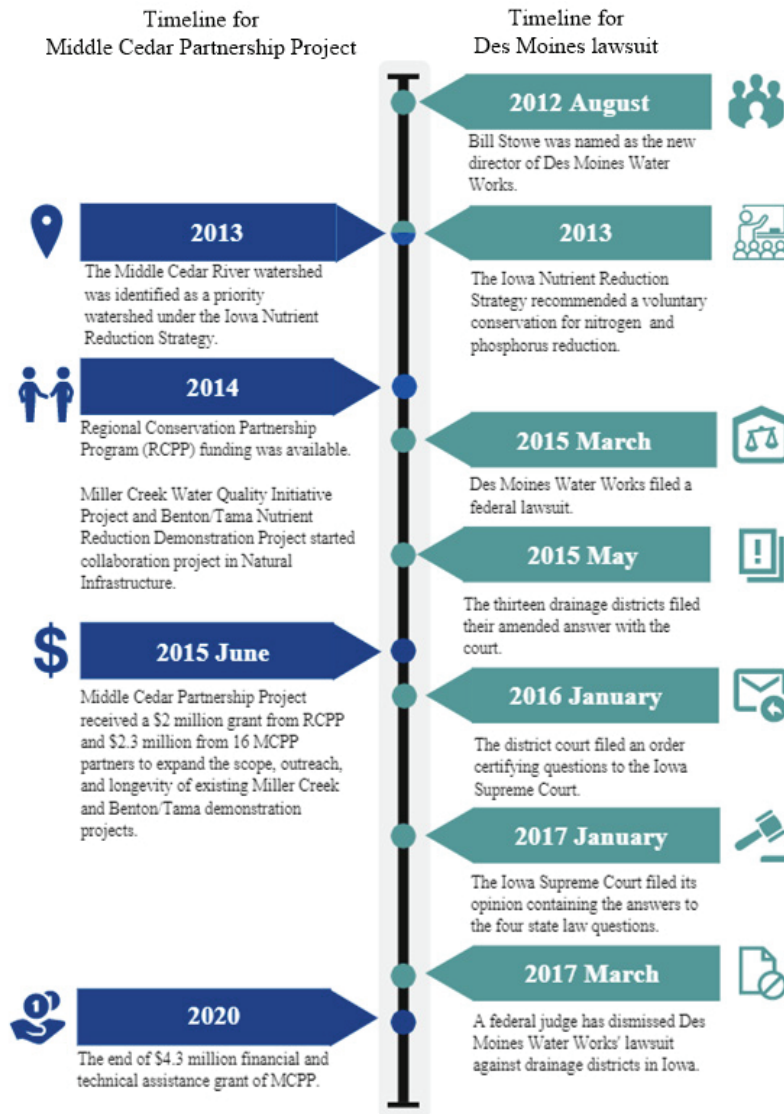 Timeline for
Middle Cedar Partnership Project
Timeline for
Des Moines lawsuit
2012 August
Bill Stowe was named as the new
director of Des Moines Water
Works.
2013
The Middle Cedar River watershed
was identified as a priority
watershed under the Iowa Nutrient
Reduction Strategy.
2013
The Iowa Nutrient Reduction
Strategy recommended a voluntary
conservation for nitrogen and
phosphorus reduction.
2014
Regional Conservation Partnership
Program (RCPP) funding was available.
Miller Creek Water Quality Initiative
Project and Benton/Tama Nutrient
Reduction Demonstration Project started
collaboration project in Natural
Infrastructure.
2015 March
Des Moines Water Works filed a
federal lawsuit.
2015 May
The thirteen drainage districts filed
their amended answer with the
court.
$
2015 June
Middle Cedar Partnership Project
received a $2 million grant from RCPP
and $2.3 million from 16 MCPP
partners to expand the scope, outreach,
and longevity of existing Miller Creek
and Benton/Tama demonstration
projects.
2016 January
The district court filed an order
certifying questions to the Iowa
Supreme Court.
2017 January
The Iowa Supreme Court filed its
opinion containing the answers to
the four state law questions.
2017 March
A federal judge has dismissed Des
Moines Water Works' lawsuit
against drainage districts in Iowa.
1
2020
The end of $4.3 million financial and
technical assistance grant of MCPP.